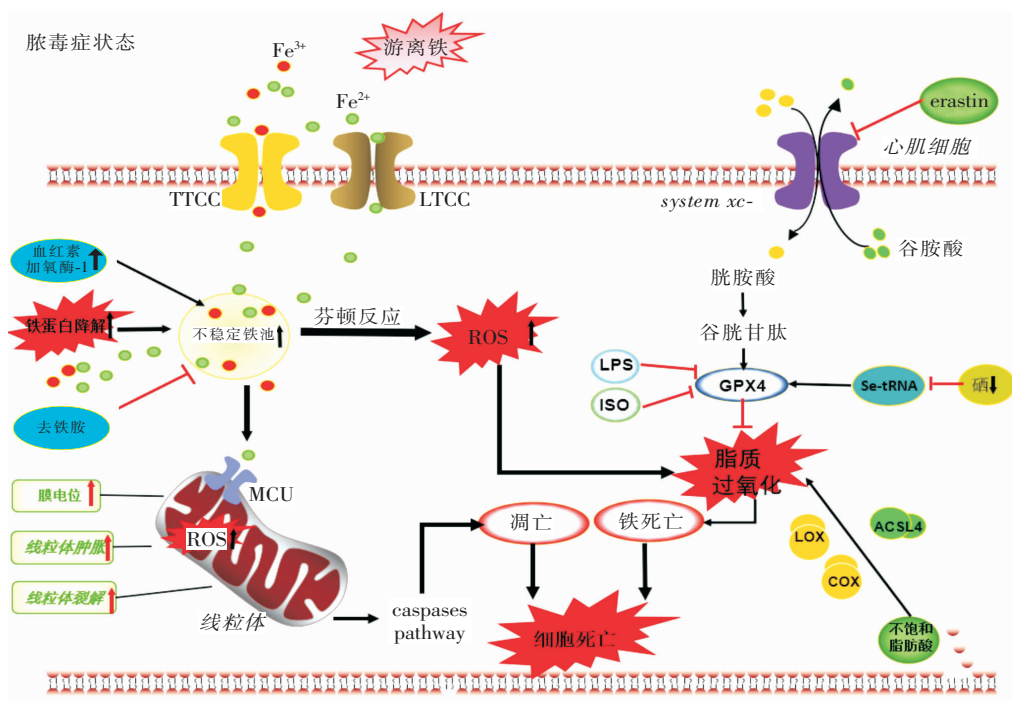 脓毒症状态
Fe3+
游离铁
Fe2+
erastin
心肌细胞
TTCC
LTCC
system xc-
谷胺酸
胱胺酸
谷胱甘肽
血红素
加氧酶-1
铁蛋白降解
不稳定铁池
芬顿反应
ROS
去铁胺
LPS
ISO
GPX4
Se-tRNA
硒
脂质
过氧化
MCU
膜电位
线粒体肿胀
线粒体裂解
ROS
线粒体
caspases
pathway
凋亡
铁死亡
细胞死亡
LOX
COX
ACSL4
不饱和
脂肪酸